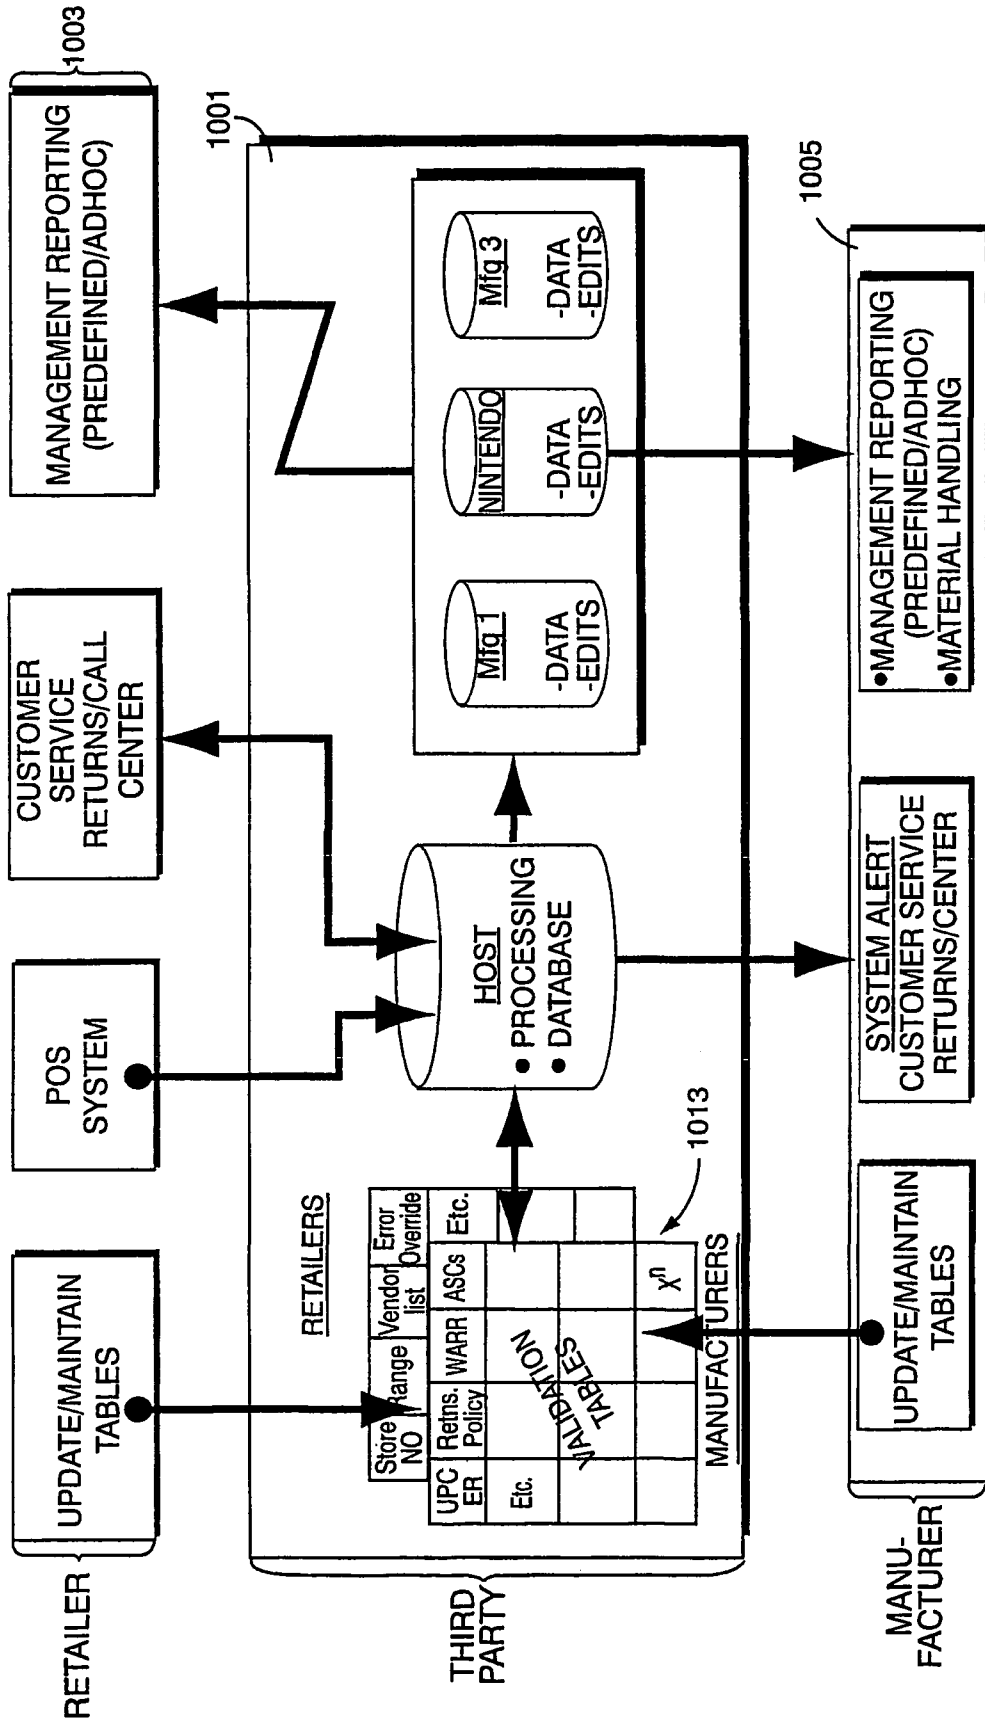 RETAILER
UPDATE/MAINTAIN
TABLES
POS
SYSTEM
CUSTOMER
SERVICE
RETURNS/CALL
CENTER
MANAGEMENT REPORTING
(PREDEFINED/ADHOC)
1003
THIRD
PARTY
1001
RETAILERS
Store
NO
Range
Vendor
list
Error
Override
UPC
ER
Retns.
Policy
WARR
ASCs
Etc.
Etc.
VALIDATION
TABLES
Xⁿ
MANUFACTURERS
1013
HOST
• PROCESSING
• DATABASE
Mfg 1
-DATA
-EDITS
NINTENDO
-DATA
-EDITS
Mfg 3
-DATA
-EDITS
MANU-
FACTURER
UPDATE/MAINTAIN
TABLES
SYSTEM ALERT
CUSTOMER SERVICE
RETURNS/CENTER
•MANAGEMENT REPORTING
(PREDEFINED/ADHOC)
•MATERIAL HANDLING
1005